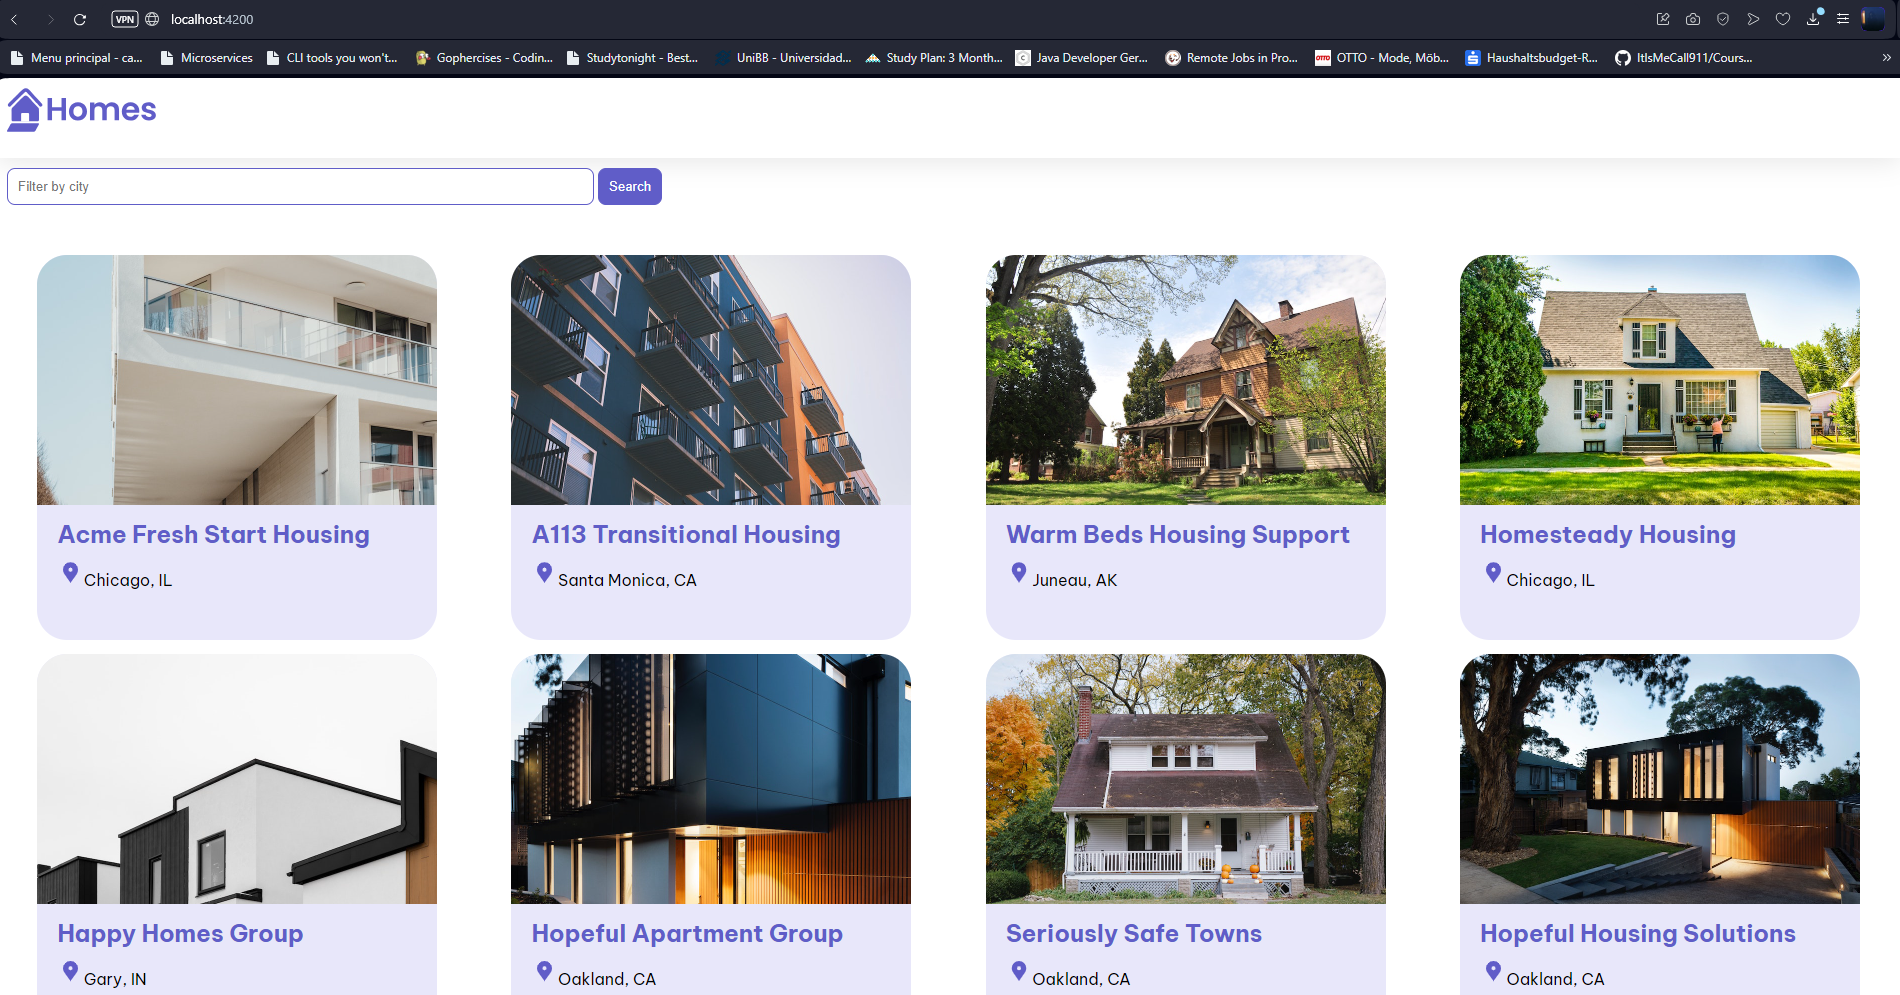 VPN localhost:4200
Menu principal - ca... Microservices CLI tools you won't... Gophercises - Codin... Studytonight - Best... UniBB - Universidad... Study Plan: 3 Month... Java Developer Ger... Remote Jobs in Pro... OTTO - Mode, Möb... Haushaltsbudget-R... ItIsMeCall911/Cours... »
Homes
Filter by city Search
Acme Fresh Start Housing
Chicago, IL
A113 Transitional Housing
Santa Monica, CA
Warm Beds Housing Support
Juneau, AK
Homesteady Housing
Chicago, IL
Happy Homes Group
Gary, IN
Hopeful Apartment Group
Oakland, CA
Seriously Safe Towns
Oakland, CA
Hopeful Housing Solutions
Oakland, CA